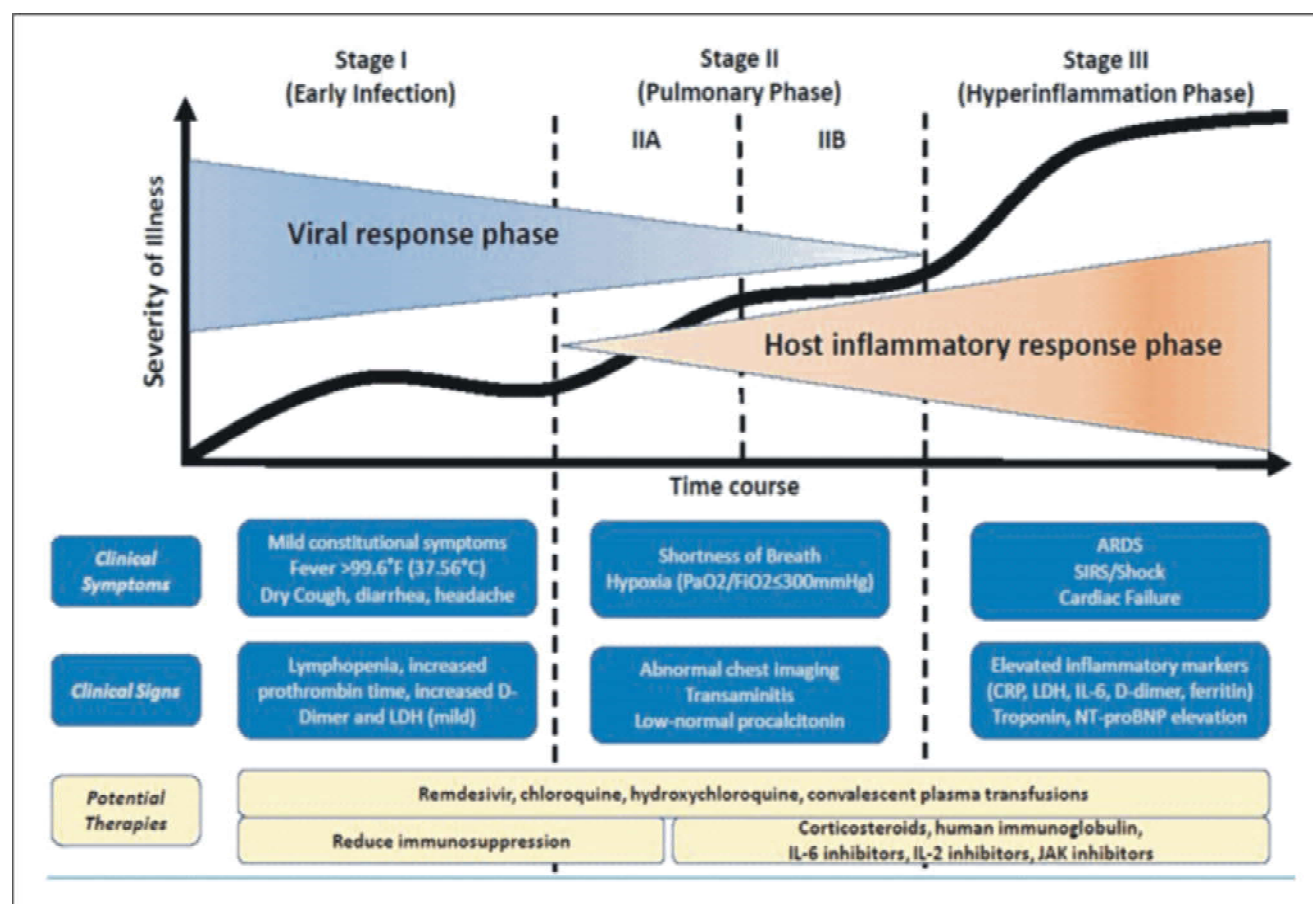 Stage I
(Early Infection)
Stage II
(Pulmonary Phase)
Stage III
(Hyperinflammation Phase)
IIA
IIB
Severity of Illness
Viral response phase
Host inflammatory response phase
Time course
Clinical
Symptoms
Mild constitutional symptoms
Fever >99.6°F (37.56°C)
Dry Cough, diarrhea, headache
Shortness of Breath
Hypoxia (PaO2/FiO2≤300mmHg)
ARDS
SIRS/Shock
Cardiac Failure
Clinical Signs
Lymphopenia, increased
prothrombin time, increased D-
Dimer and LDH (mild)
Abnormal chest imaging
Transaminitis
Low-normal procalcitonin
Elevated inflammatory markers
(CRP, LDH, IL-6, D-dimer, ferritin)
Troponin, NT-proBNP elevation
Potential
Therapies
Remdesivir, chloroquine, hydroxychloroquine, convalescent plasma transfusions
Reduce immunosuppression
Corticosteroids, human immunoglobulin,
IL-6 inhibitors, IL-2 inhibitors, JAK inhibitors